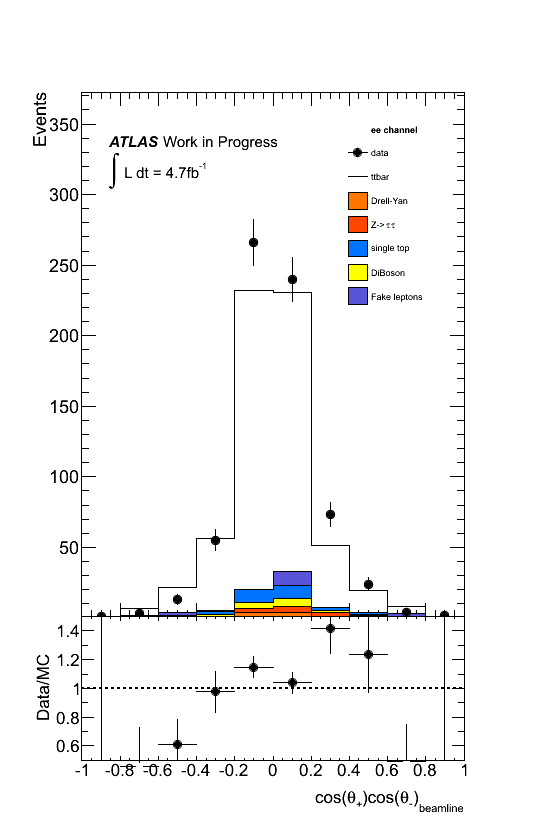 Events
350
300
250
200
150
100
50
ATLAS Work in Progress
∫ L dt = 4.7fb⁻¹
ee channel
data
ttbar
Drell-Yan
Z->ττ
single top
DiBoson
Fake leptons
Data/MC
1.4
1.2
1
0.8
0.6
-1 -0.8 -0.6 -0.4 -0.2 0 0.2 0.4 0.6 0.8 1
cos(θ₊)cos(θ₋)beamline